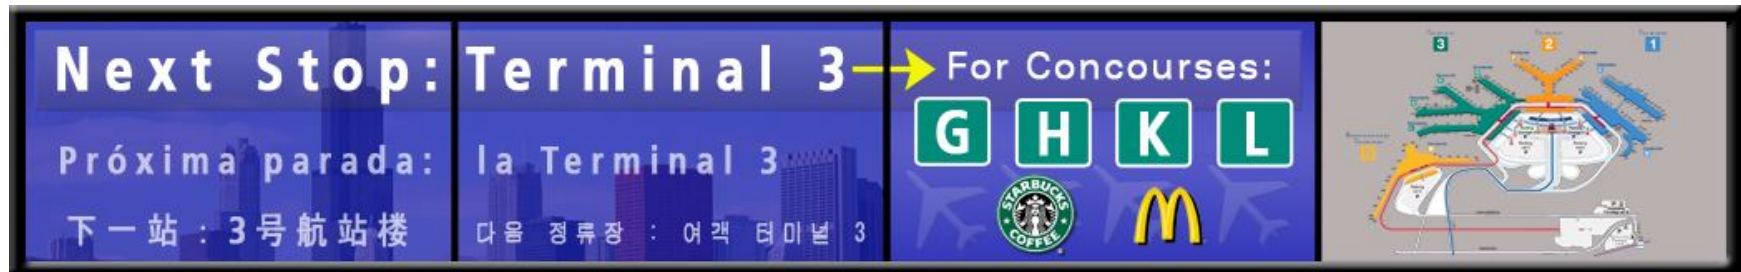 Next Stop: Terminal 3 → For Concourses:
G H K L
Próxima parada: la Terminal 3
下一站：3号航站楼
다음 정류장 : 여객 터미널 3
STARBUCKS COFFEE
3 2 1